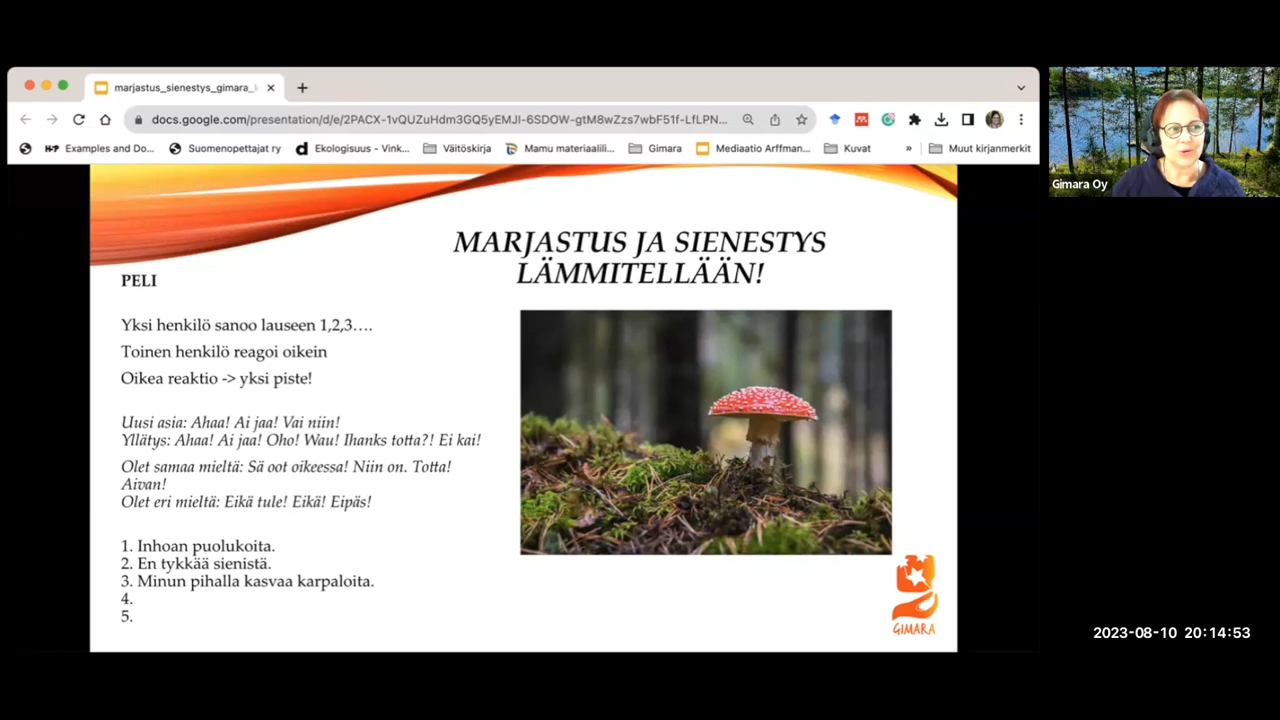 marjastus_sienestys_gimara_
docs.google.com/presentation/d/e/2PACX-1vQUZuHdm3GQ5yEMJI-6SDOW-gtM8wZzs7wbF51f-LfLPN...
Examples and Do...
Suomenopettajat ry
Ekologisuus - Vink...
Väitöskirja
Mamu materiaalili...
Gimara
Mediaatio Arffman...
Kuvat
»
Muut kirjanmerkit
Gimara Oy
MARJASTUS JA SIENESTYS
LÄMMITELLÄÄN!
PELI
Yksi henkilö sanoo lauseen 1,2,3….
Toinen henkilö reagoi oikein
Oikea reaktio -> yksi piste!
Uusi asia: Ahaa! Ai jaa! Vai niin!
Yllätys: Ahaa! Ai jaa! Oho! Wau! Ihanks totta?! Ei kai!
Olet samaa mieltä: Sä oot oikeessa! Niin on. Totta!
Aivan!
Olet eri mieltä: Eikä tule! Eikä! Eipäs!
1. Inhoan puolukoita.
2. En tykkää sienistä.
3. Minun pihalla kasvaa karpaloita.
4.
5.
GIMARA
2023-08-10 20:14:53